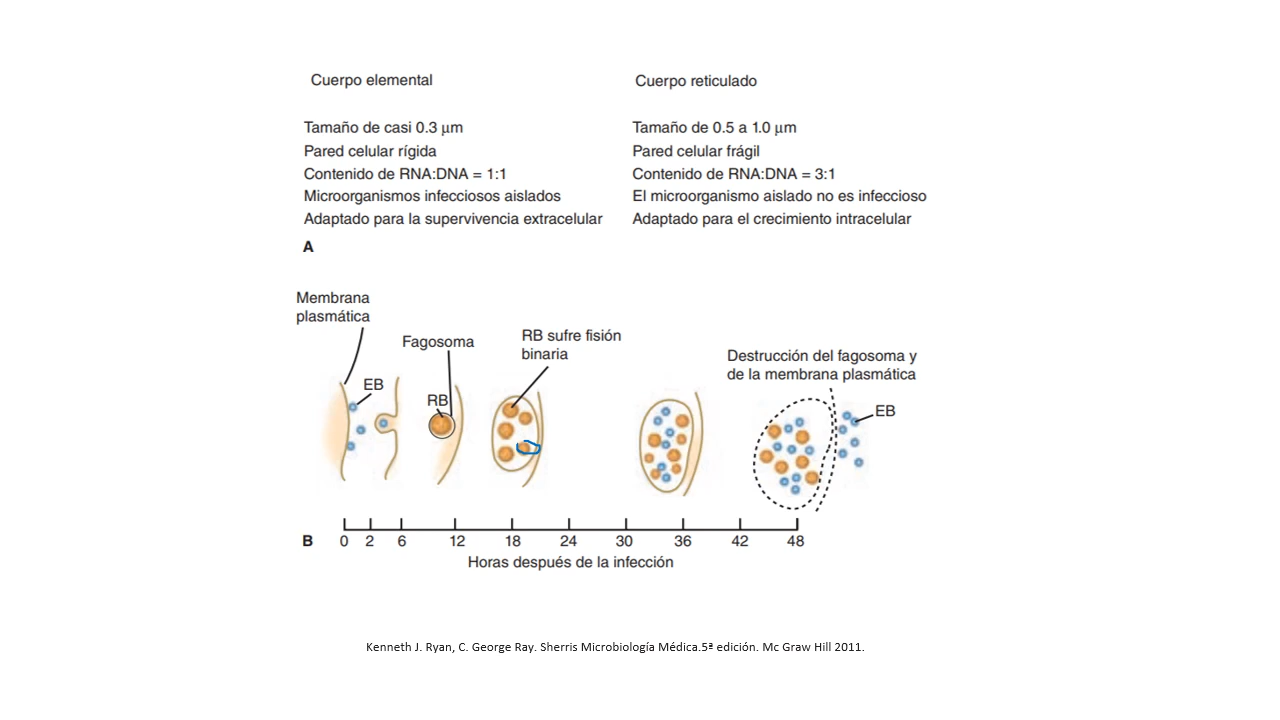 Cuerpo elemental
Tamaño de casi 0.3 μm
Pared celular rígida
Contenido de RNA:DNA = 1:1
Microorganismos infecciosos aislados
Adaptado para la supervivencia extracelular
Cuerpo reticulado
Tamaño de 0.5 a 1.0 μm
Pared celular frágil
Contenido de RNA:DNA = 3:1
El microorganismo aislado no es infeccioso
Adaptado para el crecimiento intracelular
A
Membrana
plasmática
EB
Fagosoma
RB
RB sufre fisión
binaria
Destrucción del fagosoma y
de la membrana plasmática
EB
B 0 2 6 12 18 24 30 36 42 48
Horas después de la infección
Kenneth J. Ryan, C. George Ray. Sherris Microbiología Médica.5ª edición. Mc Graw Hill 2011.